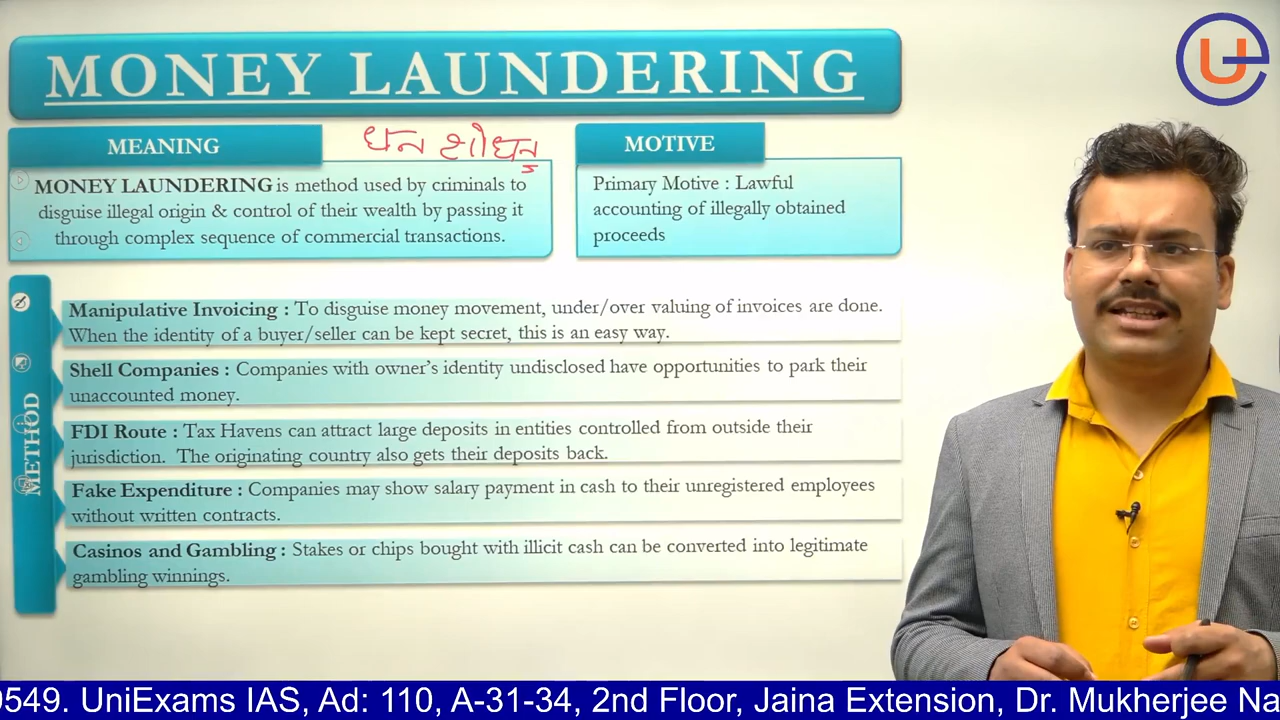 MONEY LAUNDERING
MEANING
धन शोधन
MONEY LAUNDERING is method used by criminals to
disguise illegal origin & control of their wealth by passing it
through complex sequence of commercial transactions.
MOTIVE
Primary Motive : Lawful
accounting of illegally obtained
proceeds
METHOD
Manipulative Invoicing : To disguise money movement, under/over valuing of invoices are done.
When the identity of a buyer/seller can be kept secret, this is an easy way.
Shell Companies : Companies with owner's identity undisclosed have opportunities to park their
unaccounted money.
FDI Route : Tax Havens can attract large deposits in entities controlled from outside their
jurisdiction. The originating country also gets their deposits back.
Fake Expenditure : Companies may show salary payment in cash to their unregistered employees
without written contracts.
Casinos and Gambling : Stakes or chips bought with illicit cash can be converted into legitimate
gambling winnings.
Ue
9549. UniExams IAS, Ad: 110, A-31-34, 2nd Floor, Jaina Extension, Dr. Mukherjee Na